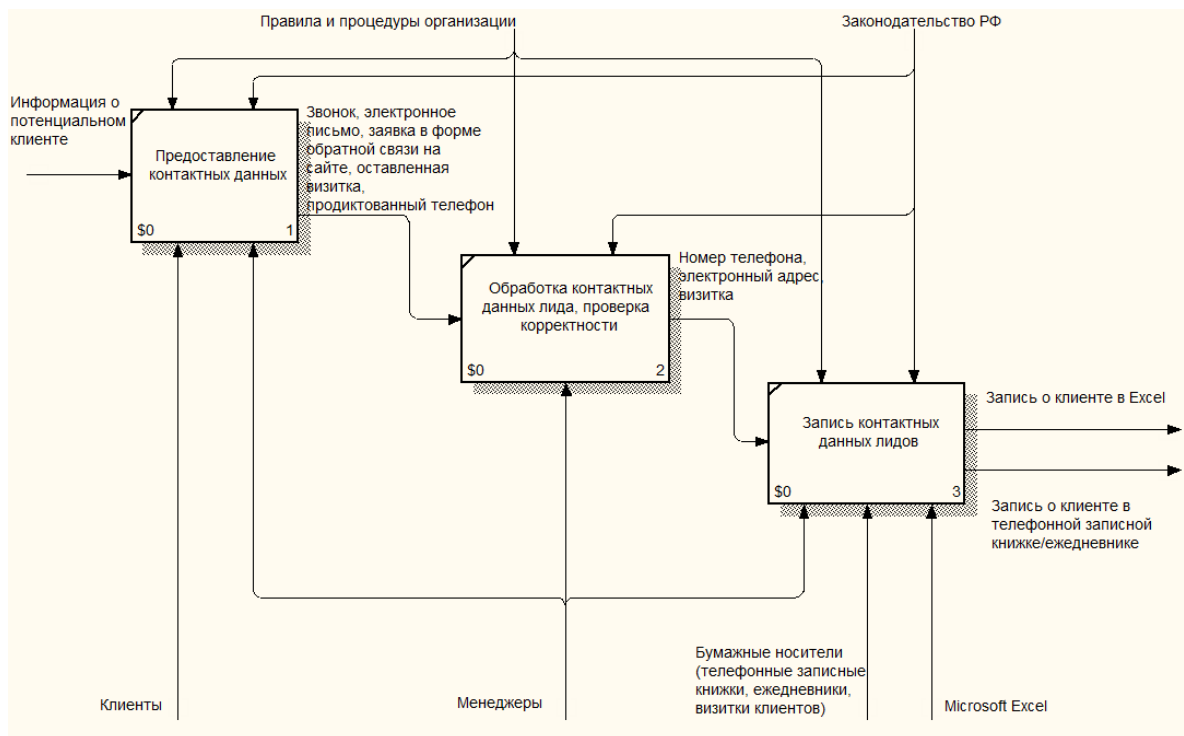 Правила и процедуры организации
Законодательство РФ
Информация о
потенциальном
клиенте
Предоставление
контактных данных
$0
1
Звонок, электронное
письмо, заявка в форме
обратной связи на
сайте, оставленная
визитка,
продиктованный телефон
Обработка контактных
данных лида, проверка
корректности
$0
2
Номер телефона,
электронный адрес,
визитка
Запись контактных
данных лидов
$0
3
Запись о клиенте в Excel
Запись о клиенте в
телефонной записной
книжке/ежедневнике
Клиенты
Менеджеры
Бумажные носители
(телефонные записные
книжки, ежедневники,
визитки клиентов)
Microsoft Excel